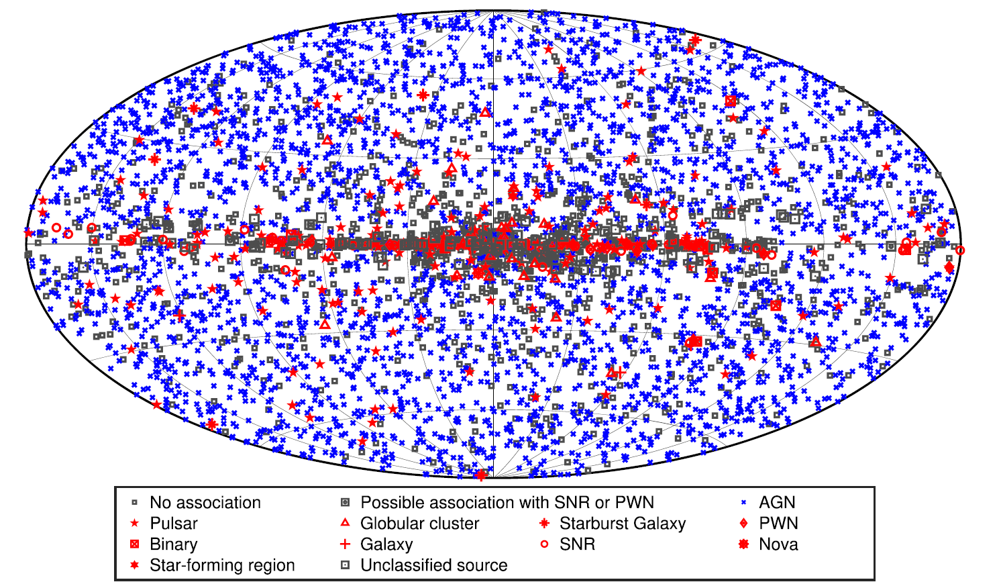 No association
Possible association with SNR or PWN
AGN
Pulsar
Globular cluster
Starburst Galaxy
PWN
Binary
Galaxy
SNR
Nova
Star-forming region
Unclassified source